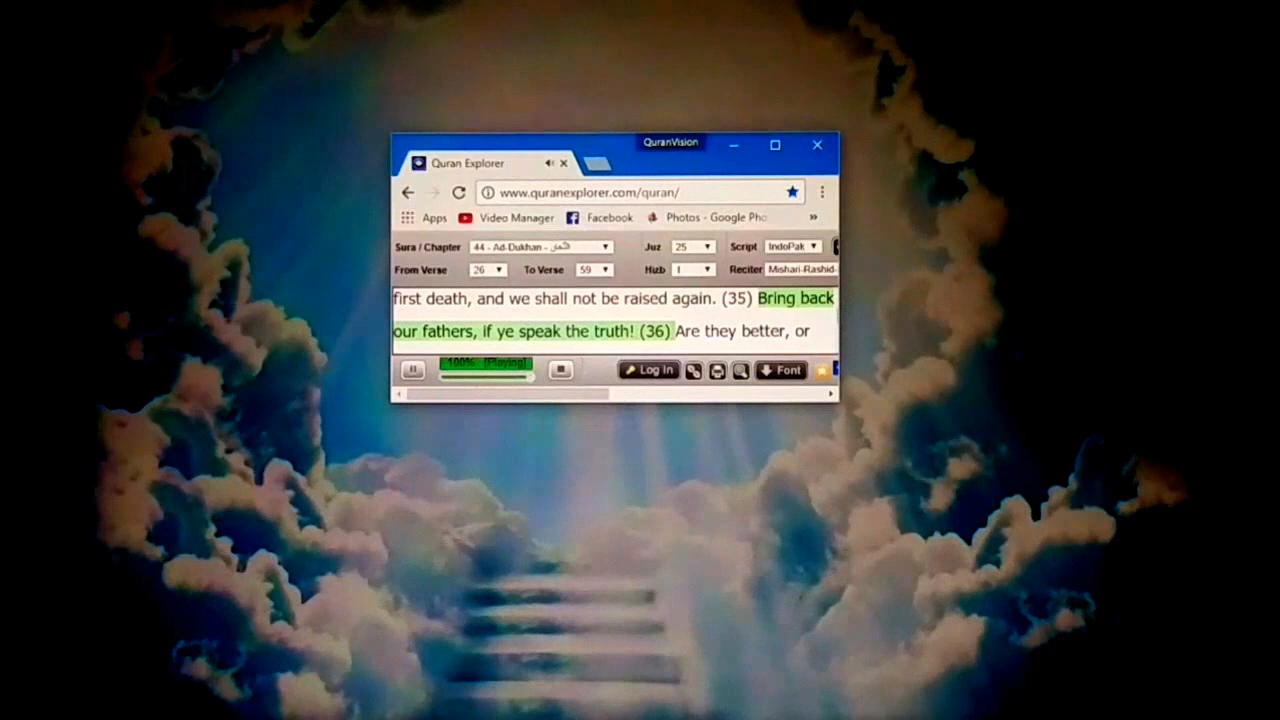 QuranVision
Quran Explorer
www.quranexplorer.com/quran/
Apps Video Manager Facebook Photos - Google Pho
Sura / Chapter 44 - Ad-Dukhan - Juz 25 Script IndoPak
From Verse 26 To Verse 59 Hizb 1 Reciter Mishari-Rashid-
first death, and we shall not be raised again. (35) Bring back
our fathers, if ye speak the truth! (36) Are they better, or
100% [Playing] Log In Font